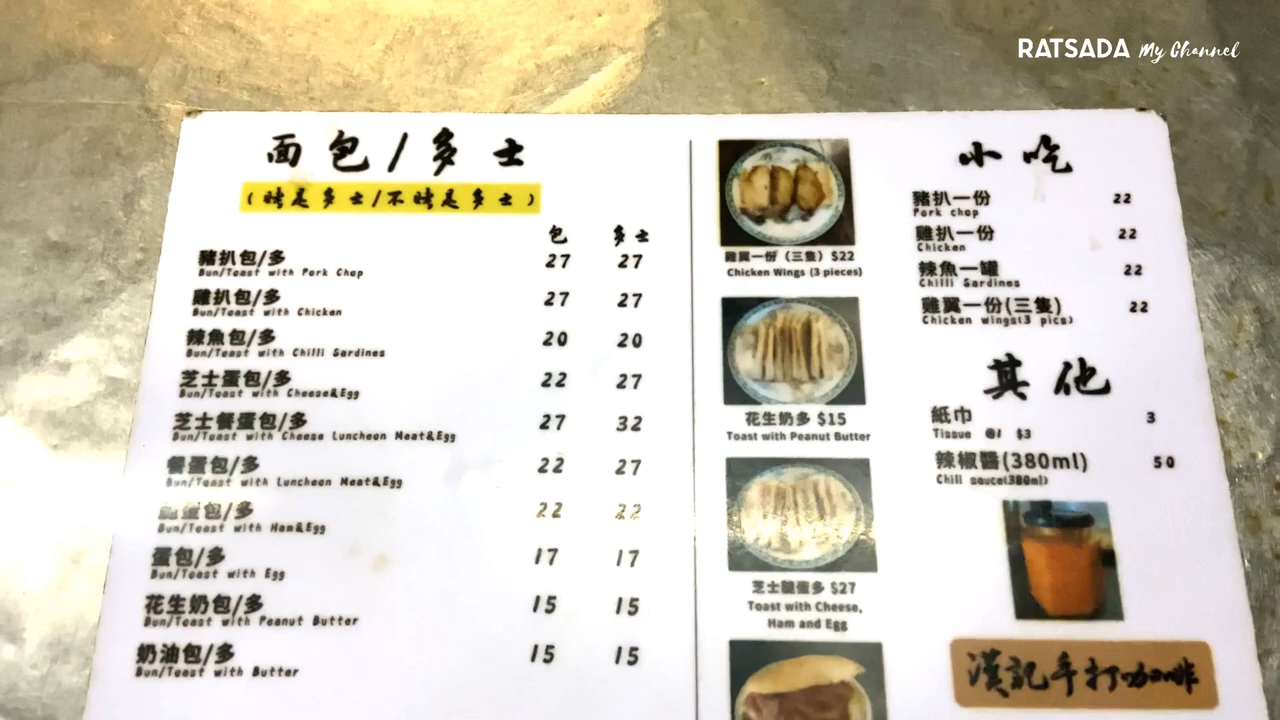 RATSADA My Channel
面包/多士
(烤是多士/不烤是多士)
包 多士
豬扒包/多 27 27
Bun/Toast with Pork Chop
雞扒包/多 27 27
Bun/Toast with Chicken
辣魚包/多 20 20
Bun/Toast with Chilli Sardines
芝士蛋包/多 22 27
Bun/Toast with Cheese&Egg
芝士餐蛋包/多 27 32
Bun/Toast with Cheese Luncheon Meat&Egg
餐蛋包/多 22 27
Bun/Toast with Luncheon Meat&Egg
蛋包/多 22 22
Bun/Toast with Ham&Egg
蛋包/多 17 17
Bun/Toast with Egg
花生奶包/多 15 15
Bun/Toast with Peanut Butter
奶油包/多 15 15
Bun/Toast with Butter
雞翼一份 (三隻) $22
Chicken Wings (3 pieces)
花生奶多 $15
Toast with Peanut Butter
芝士腿蛋多 $27
Toast with Cheese,
Ham and Egg
小吃
豬扒一份 22
Pork chop
雞扒一份 22
Chicken
辣魚一罐 22
Chilli Sardines
雞翼一份(三隻) 22
Chicken wings(3 pics)
其他
紙巾 3
Tissue $3
辣椒醬(380ml) 50
Chili sauce(380ml)
漢記手打咖啡